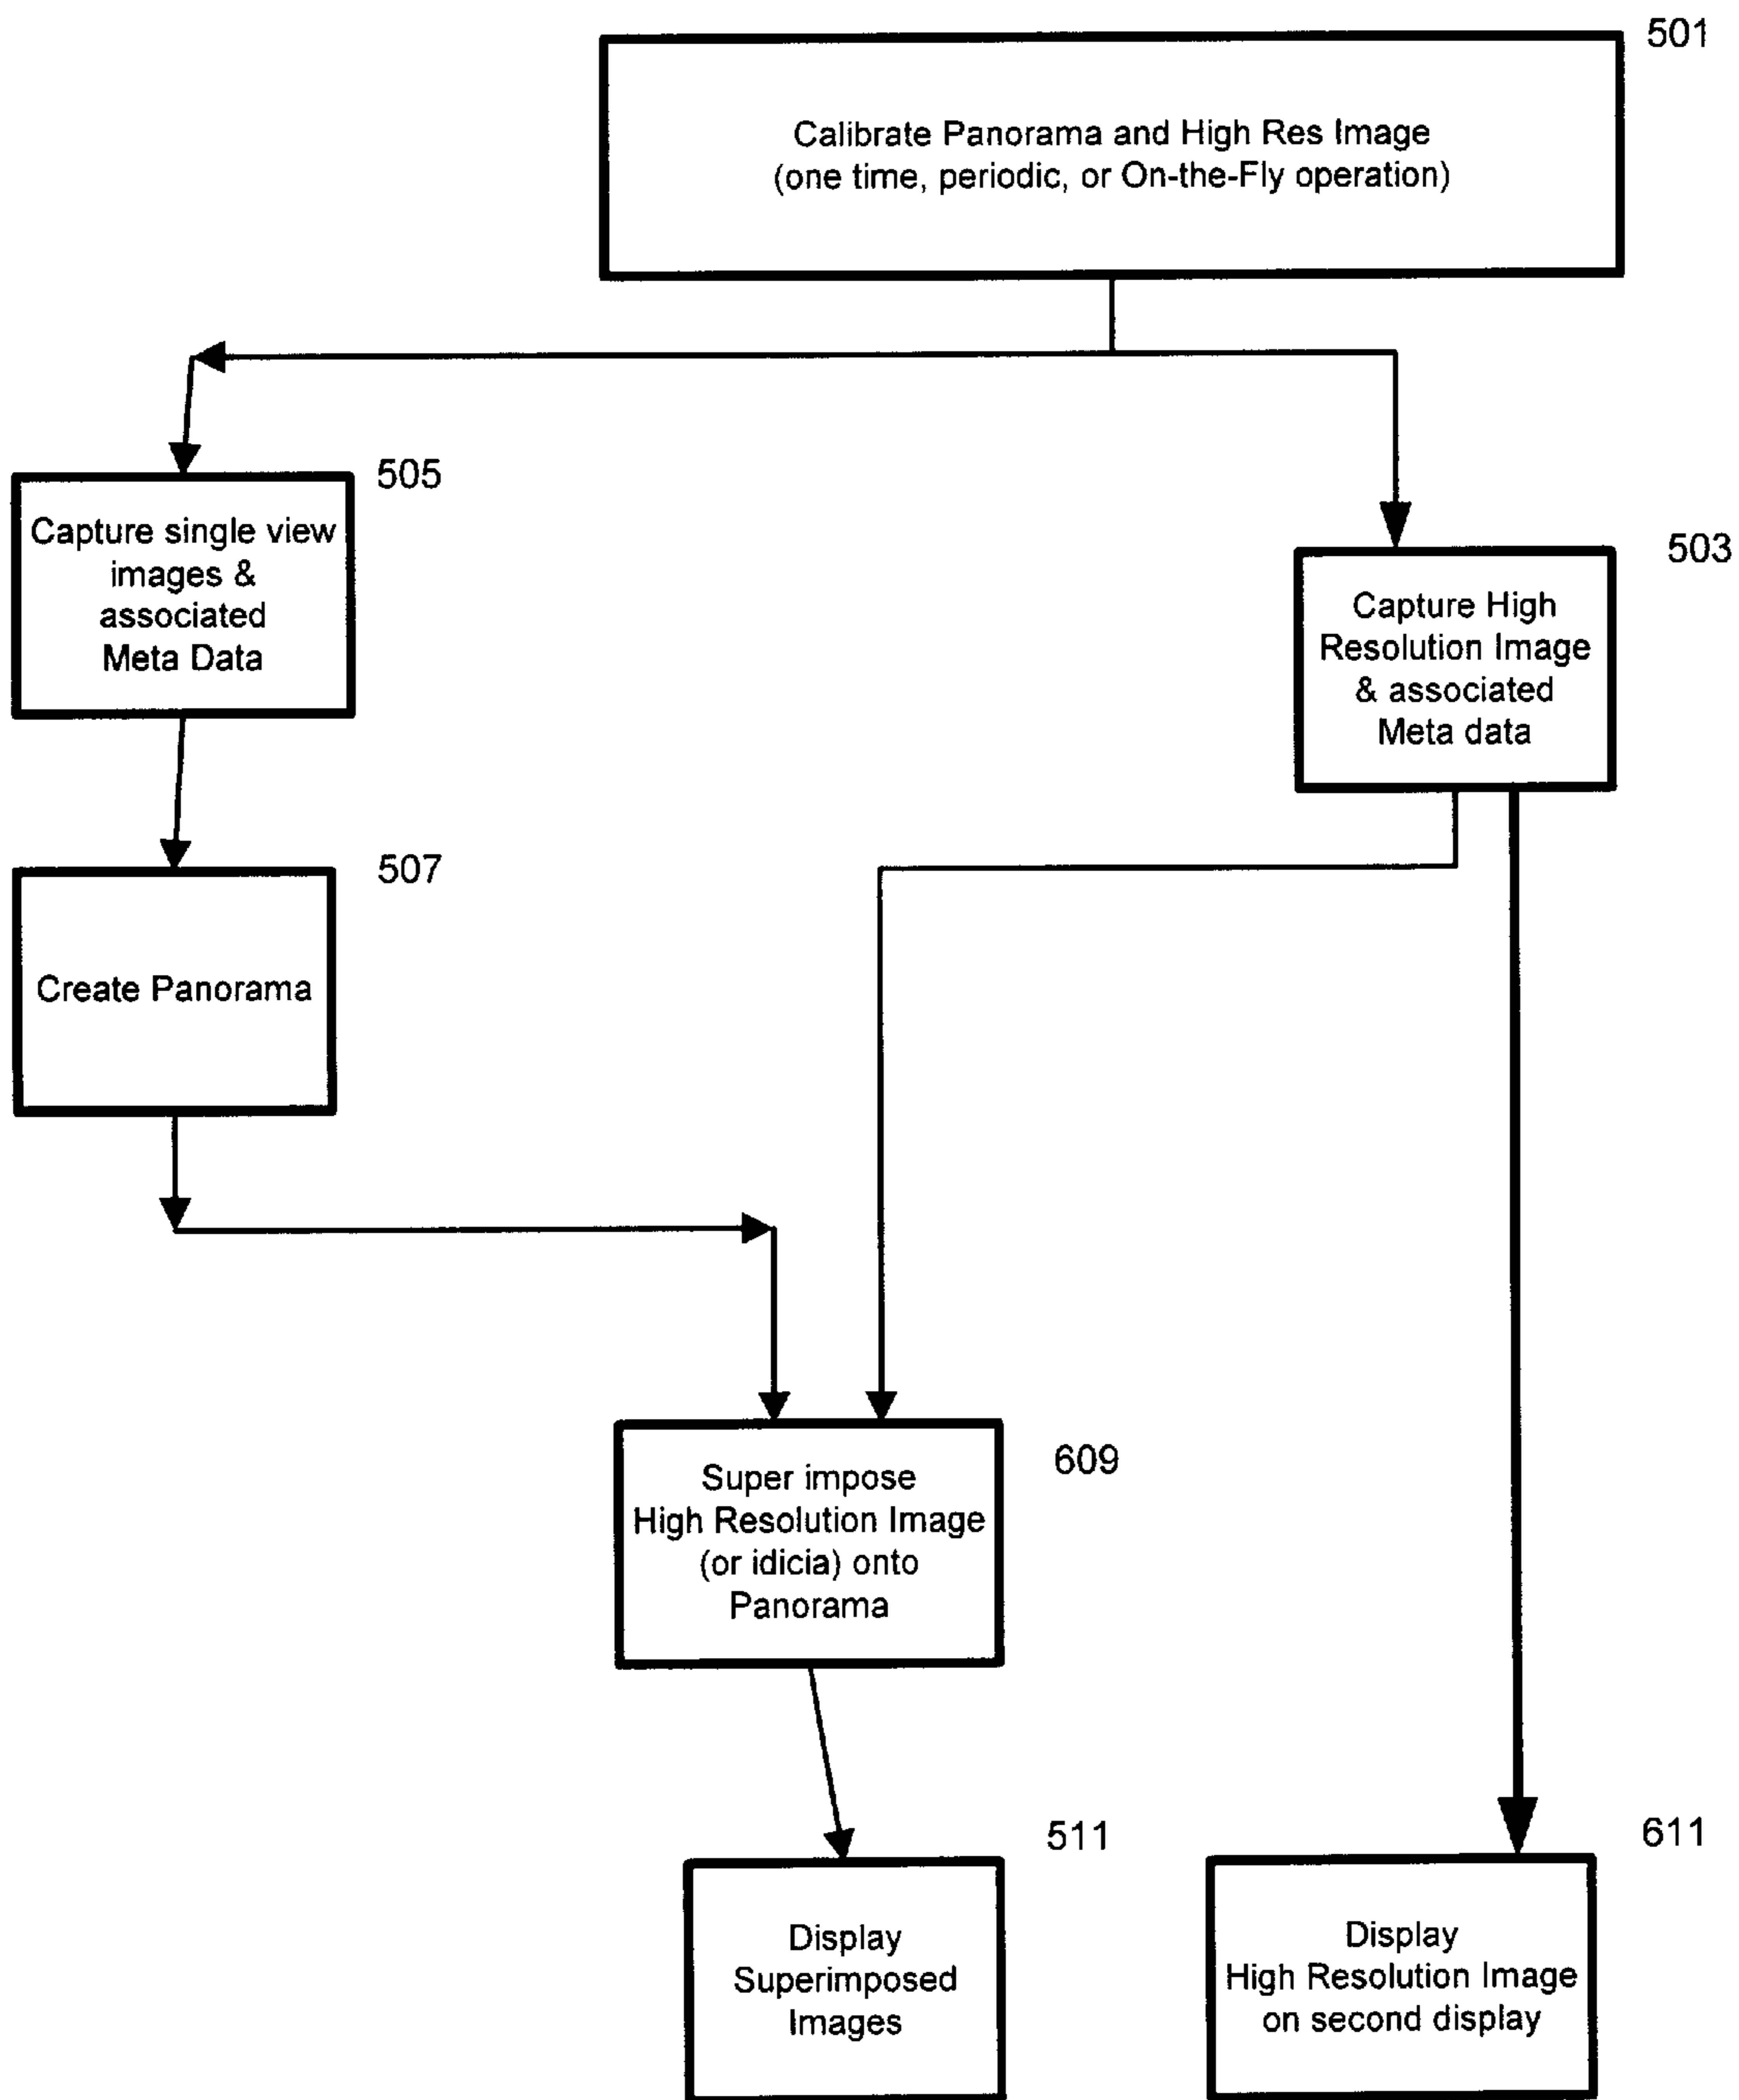 501
Calibrate Panorama and High Res Image
(one time, periodic, or On-the-Fly operation)
505
Capture single view
images &
associated
Meta Data
503
Capture High
Resolution Image
& associated
Meta data
507
Create Panorama
609
Super impose
High Resolution Image
(or idicia) onto
Panorama
511
Display
Superimposed
Images
611
Display
High Resolution Image
on second display